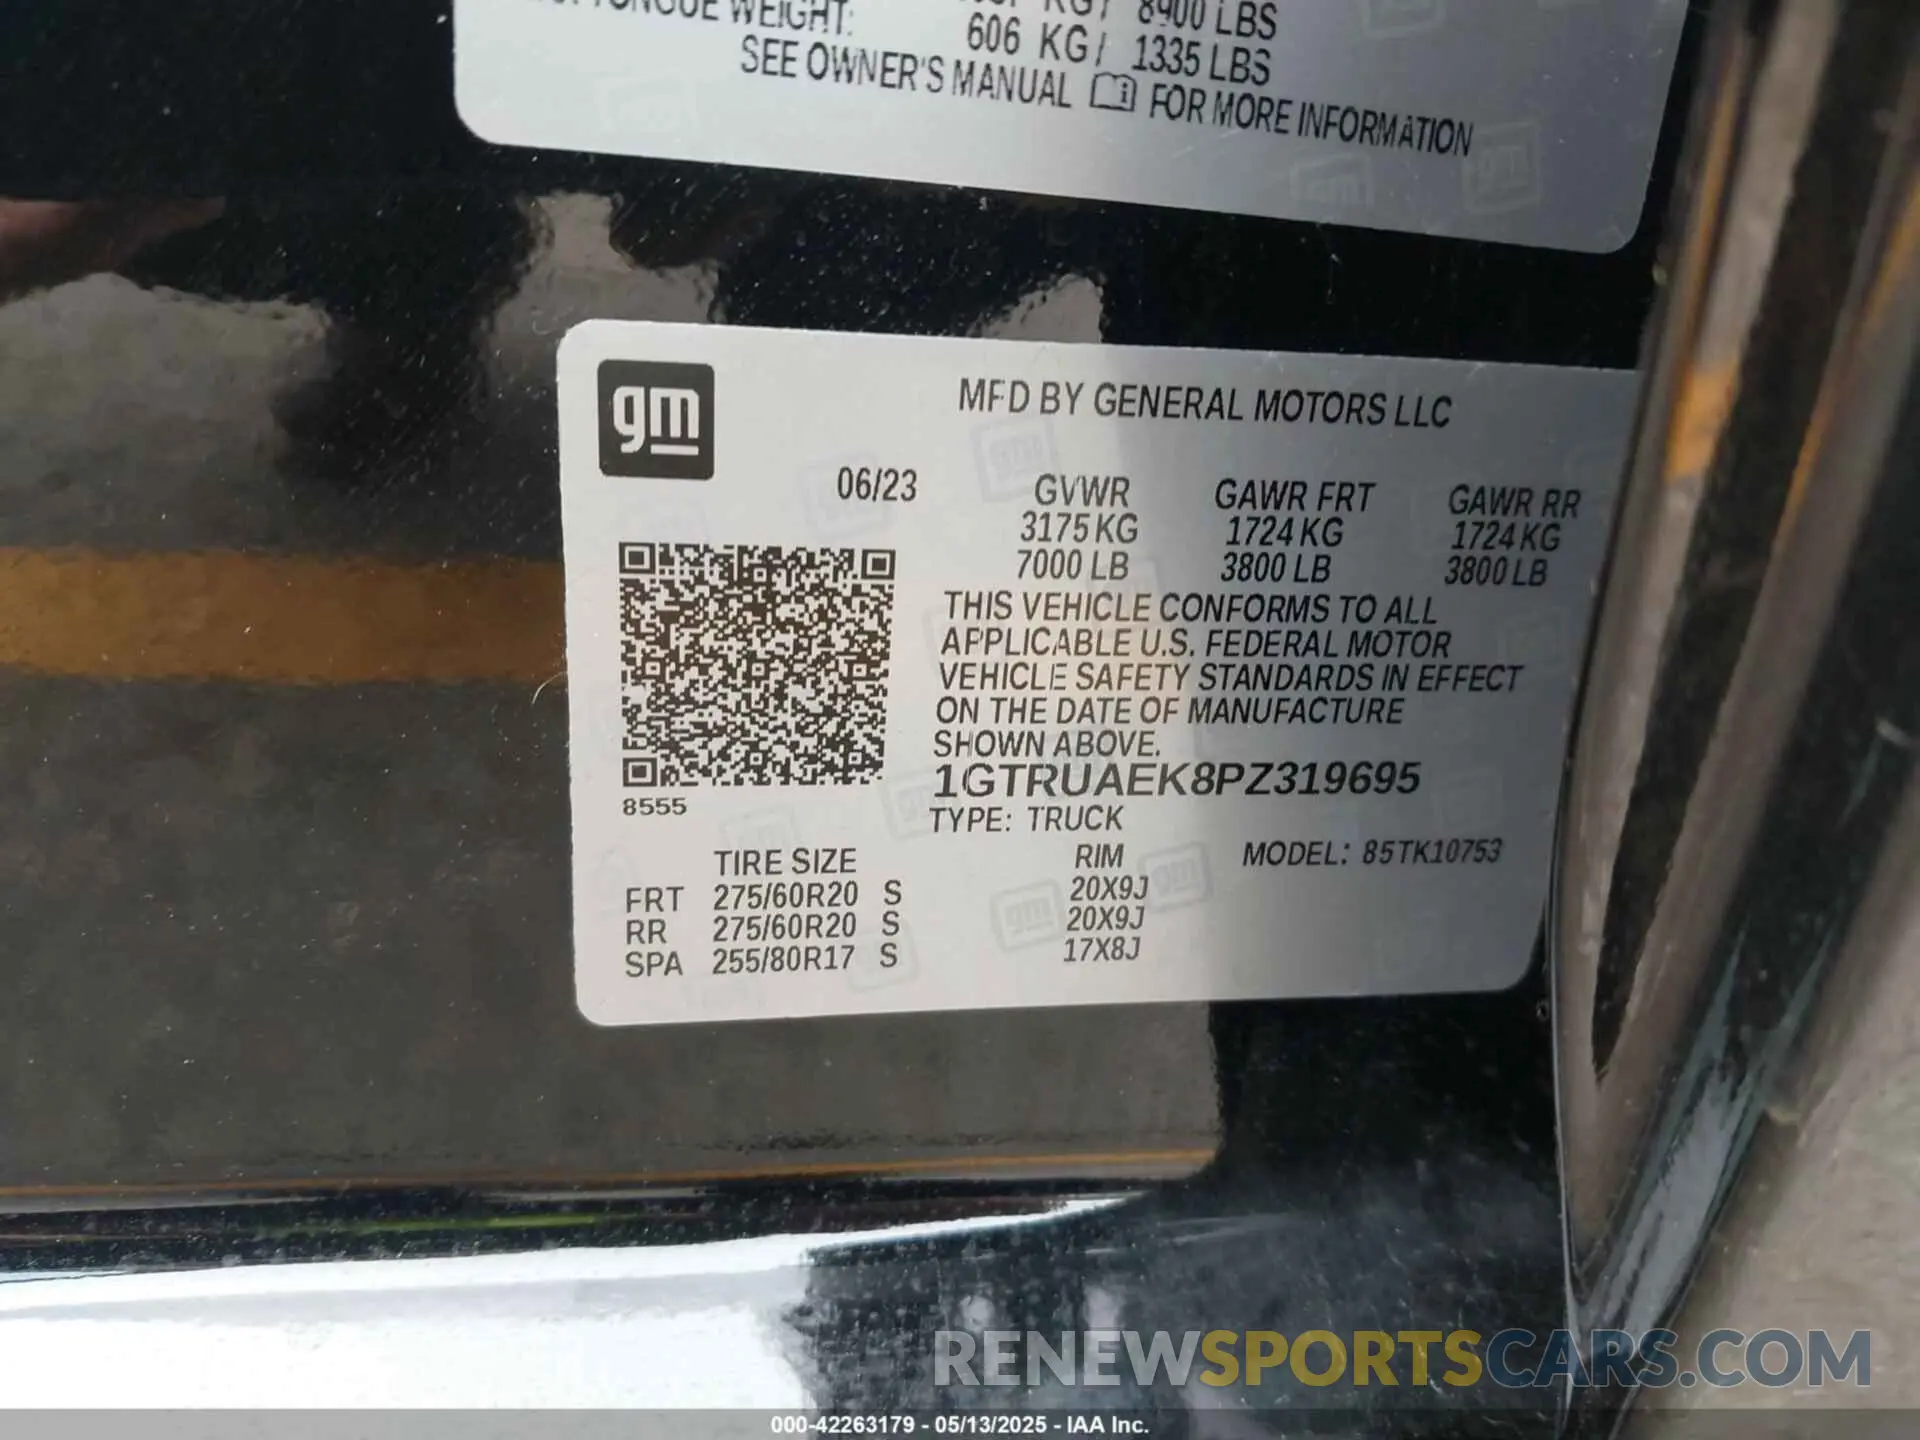 TONGUE WEIGHT:
KG/ 8900 LBS
606 KG/ 1335 LBS
SEE OWNER'S MANUAL FOR MORE INFORMATION
gm
MFD BY GENERAL MOTORS LLC
06/23
GVWR GAWR FRT GAWR RR
3175 KG 1724 KG 1724 KG
7000 LB 3800 LB 3800 LB
THIS VEHICLE CONFORMS TO ALL
APPLICABLE U.S. FEDERAL MOTOR
VEHICLE SAFETY STANDARDS IN EFFECT
ON THE DATE OF MANUFACTURE
SHOWN ABOVE.
1GTRUAEK8PZ319695
8555
TYPE: TRUCK
TIRE SIZE RIM MODEL: 85TK10753
FRT 275/60R20 S 20X9J
RR 275/60R20 S 20X9J
SPA 255/80R17 S 17X8J
RENEWSPORTSCARS.COM
000-42263179 - 05/13/2025 - IAA Inc.